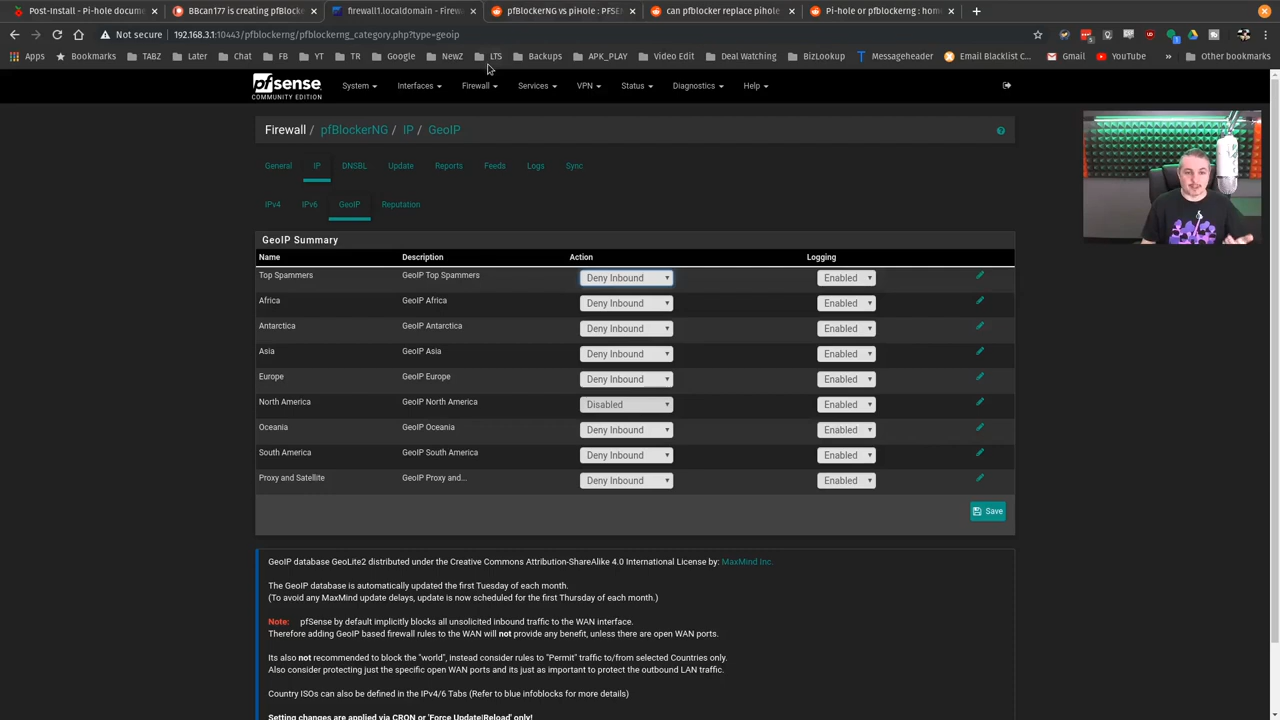 Post-Install - Pi-hole docum
BBcan177 is creating pfBlocke
firewall1.localdomain - Firew
pfBlockerNG vs piHole : PFSE
can pfblocker replace pihole
Pi-hole or pfblockerng : hom
Not secure | 192.168.3.1:10443/pfblockerng/pfblockerng_category.php?type=geoip
Apps Bookmarks TABZ Later Chat FB YT TR Google NewZ LTS Backups APK_PLAY Video Edit Deal Watching BizLookup Messageheader Email Blacklist C... Gmail YouTube » Other bookmarks
pfsense
COMMUNITY EDITION
System Interfaces Firewall Services VPN Status Diagnostics Help
Firewall / pfBlockerNG / IP / GeoIP
General IP DNSBL Update Reports Feeds Logs Sync
IPv4 IPv6 GeoIP Reputation
GeoIP Summary
Name Description Action Logging
Top Spammers GeoIP Top Spammers Deny Inbound Enabled
Africa GeoIP Africa Deny Inbound Enabled
Antarctica GeoIP Antarctica Deny Inbound Enabled
Asia GeoIP Asia Deny Inbound Enabled
Europe GeoIP Europe Deny Inbound Enabled
North America GeoIP North America Disabled Enabled
Oceania GeoIP Oceania Deny Inbound Enabled
South America GeoIP South America Deny Inbound Enabled
Proxy and Satellite GeoIP Proxy and... Deny Inbound Enabled
Save
GeoIP database GeoLite2 distributed under the Creative Commons Attribution-ShareAlike 4.0 International License by: MaxMind Inc.
The GeoIP database is automatically updated the first Tuesday of each month.
(To avoid any MaxMind update delays, update is now scheduled for the first Thursday of each month.)
Note: pfSense by default implicitly blocks all unsolicited inbound traffic to the WAN interface.
Therefore adding GeoIP based firewall rules to the WAN will not provide any benefit, unless there are open WAN ports.
Its also not recommended to block the "world", instead consider rules to "Permit" traffic to/from selected Countries only.
Also consider protecting just the specific open WAN ports and its just as important to protect the outbound LAN traffic.
Country ISOs can also be defined in the IPv4/6 Tabs (Refer to blue infoblocks for more details)
Setting changes are applied via CRON or 'Force Update|Reload' only!